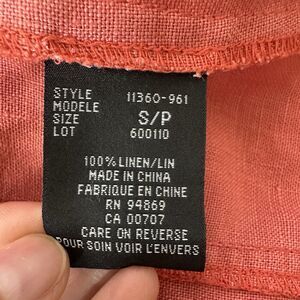 STYLE 11360-961
MODELE
SIZE S/P
LOT 600110
100% LINEN/LIN
MADE IN CHINA
FABRIQUE EN CHINE
RN 94869
CA 00707
CARE ON REVERSE
POUR SOIN VOIR L'ENVERS